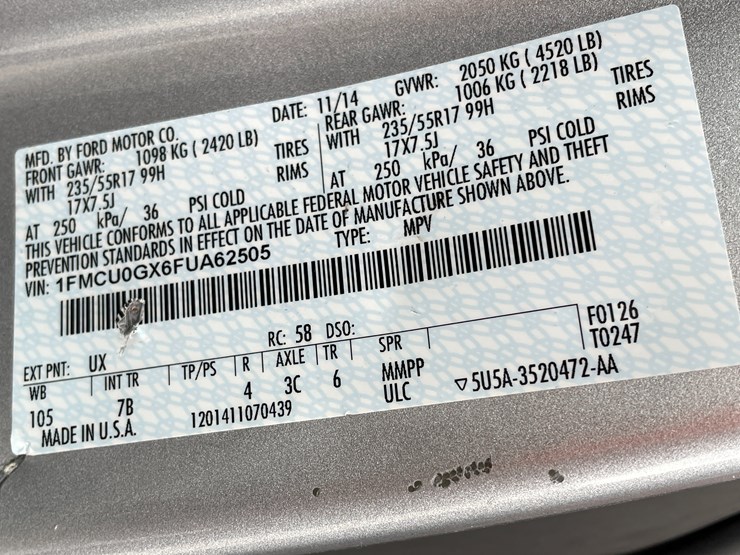 MFD. BY FORD MOTOR CO.
DATE: 11/14
GVWR: 2050 KG ( 4520 LB)
FRONT GAWR: 1098 KG ( 2420 LB)
REAR GAWR: 1006 KG ( 2218 LB)
WITH 235/55R17 99H TIRES
WITH 235/55R17 99H TIRES
17X7.5J RIMS
17X7.5J RIMS
AT 250 kPa/ 36 PSI COLD
AT 250 kPa/ 36 PSI COLD
THIS VEHICLE CONFORMS TO ALL APPLICABLE FEDERAL MOTOR VEHICLE SAFETY AND THEFT
PREVENTION STANDARDS IN EFFECT ON THE DATE OF MANUFACTURE SHOWN ABOVE.
VIN: 1FMCU0GX6FUA62505
TYPE: MPV
EXT PNT: UX RC: 58 DSO:
WB INT TR TP/PS R AXLE TR SPR
105 7B 4 3C 6 MMPP
ULC
F0126
T0247
MADE IN U.S.A. 1201411070439
▽5U5A-3520472-AA